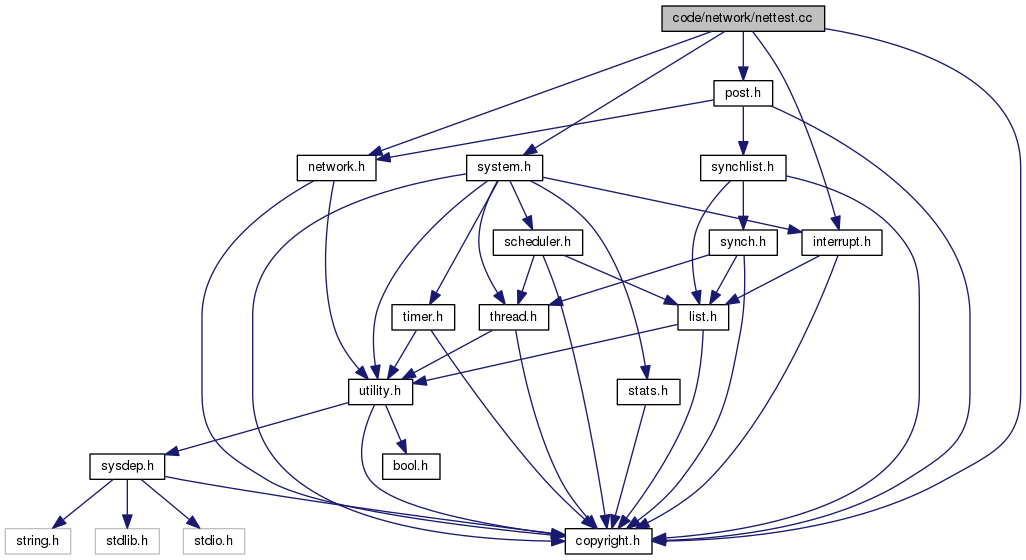 code/network/nettest.cc
post.h
network.h
system.h
synchlist.h
scheduler.h
synch.h
interrupt.h
timer.h
thread.h
list.h
utility.h
stats.h
sysdep.h
bool.h
string.h
stdlib.h
stdio.h
copyright.h